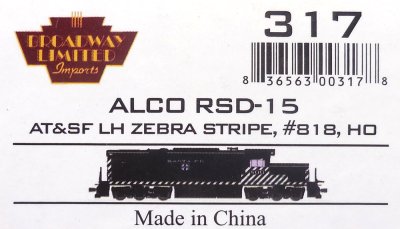 BROADWAY
LIMITED
Imports
317
8 36563 00317 8
ALCO RSD-15
AT&SF LH ZEBRA STRIPE, #818, HO
SANTA FE
Made in China